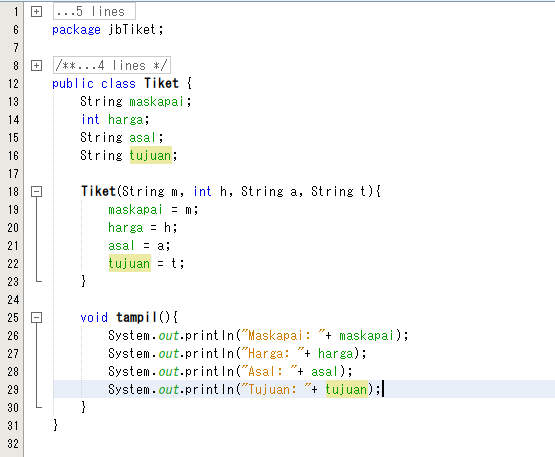 1 ...5 lines
6 package jbTiket;
7
8 /**...4 lines */
12 public class Tiket {
13 String maskapai;
14 int harga;
15 String asal;
16 String tujuan;
17
18 Tiket(String m, int h, String a, String t){
19 maskapai = m;
20 harga = h;
21 asal = a;
22 tujuan = t;
23 }
24
25 void tampil(){
26 System.out.println("Maskapai: "+ maskapai);
27 System.out.println("Harga: "+ harga);
28 System.out.println("Asal: "+ asal);
29 System.out.println("Tujuan: "+ tujuan);
30 }
31 }
32